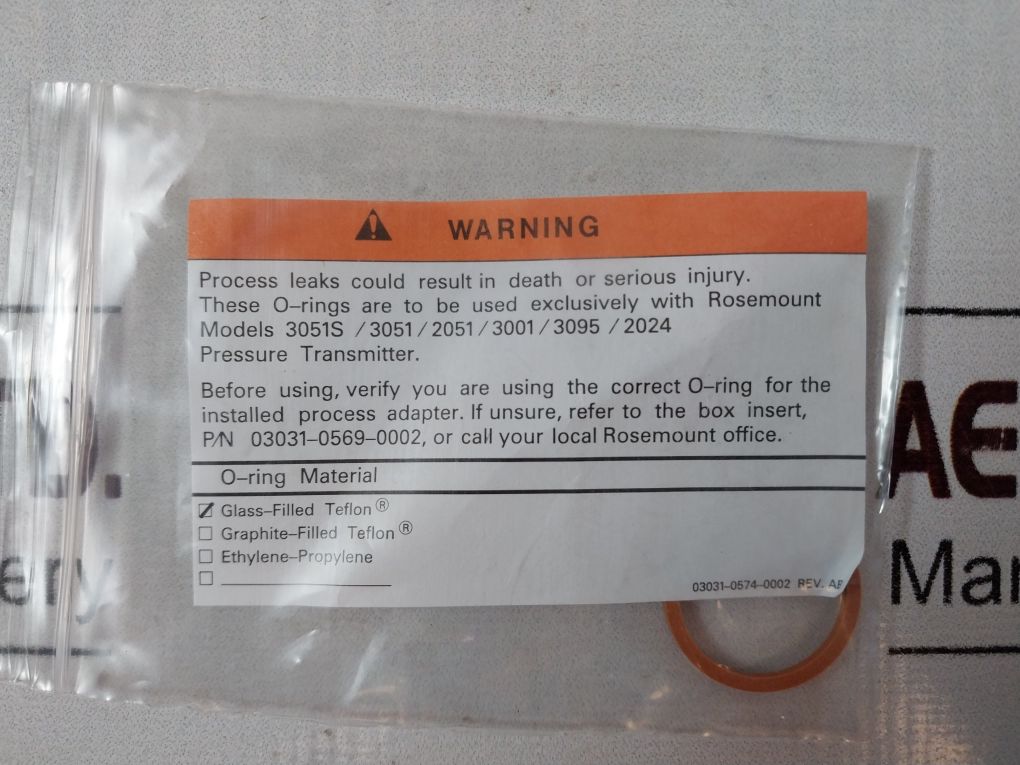 WARNING
Process leaks could result in death or serious injury.
These O-rings are to be used exclusively with Rosemount
Models 3051S / 3051 / 2051 / 3001 / 3095 / 2024
Pressure Transmitter.
Before using, verify you are using the correct O-ring for the
installed process adapter. If unsure, refer to the box insert,
P/N 03031-0569-0002, or call your local Rosemount office.
O-ring Material
Glass-Filled Teflon®
Graphite-Filled Teflon®
Ethylene-Propylene
03031-0574-0002 REV.
D.
AE
ery
Mar